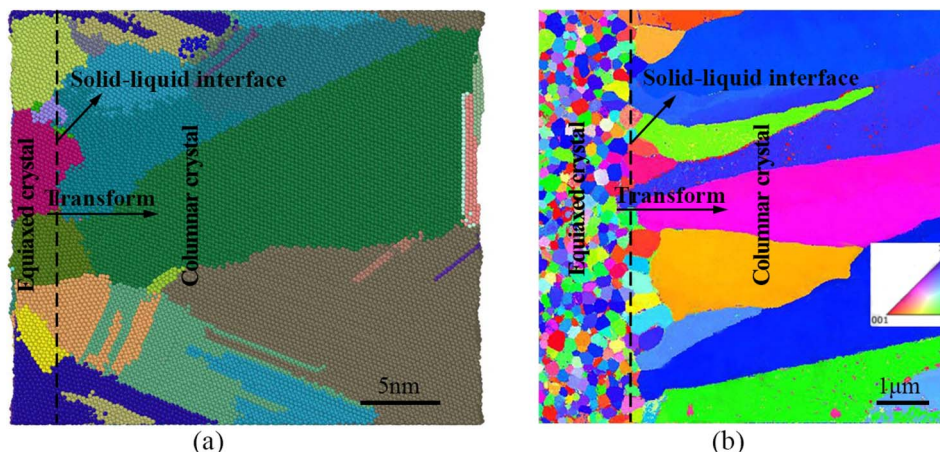 Solid-liquid interface
Equiaxed crystal
Transform
Columnar crystal
5nm
(a)
Solid-liquid interface
Equiaxed crystal
Transform
Columnar crystal
001
1μm
(b)